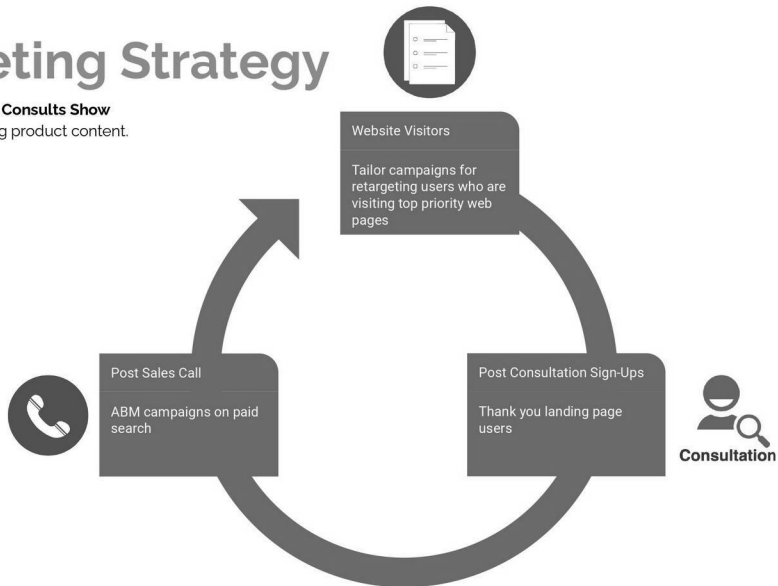 eting Strategy
Consults Show
g product content.
Website Visitors
Tailor campaigns for
retargeting users who are
visiting top priority web
pages
Post Sales Call
ABM campaigns on paid
search
Post Consultation Sign-Ups
Thank you landing page
users
Consultation